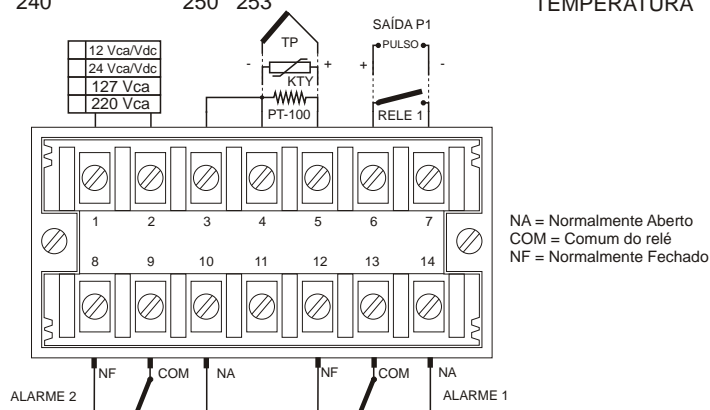 240 250 253 TEMPERATURA
SAÍDA P1
TP
PULSO
- + + -
12 Vca/Vdc
24 Vca/Vdc
127 Vca
220 Vca
KTY
PT-100
RELE 1
1 2 3 4 5 6 7
8 9 10 11 12 13 14
NA = Normalmente Aberto
COM = Comum do relé
NF = Normalmente Fechado
NF COM NA NF COM NA
ALARME 2 ALARME 1